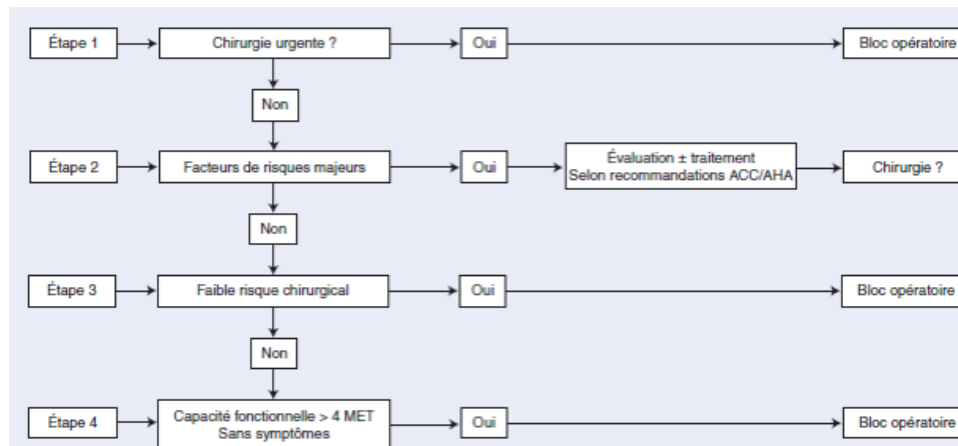 Étape 1
Chirurgie urgente ?
Oui
Bloc opératoire
Non
Étape 2
Facteurs de risques majeurs
Oui
Évaluation ± traitement
Selon recommandations ACC/AHA
Chirurgie ?
Non
Étape 3
Faible risque chirurgical
Oui
Bloc opératoire
Non
Étape 4
Capacité fonctionnelle > 4 MET
Sans symptômes
Oui
Bloc opératoire